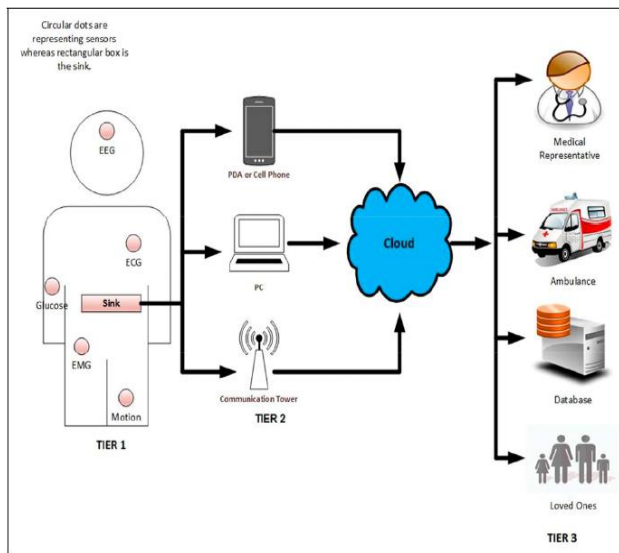 Circular dots are
representing sensors
whereas rectangular box is
the sink.
EEG
ECG
Glucose
Sink
EMG
Motion
TIER 1
PDA or Cell Phone
PC
Communication Tower
TIER 2
Cloud
Medical
Representative
AMBULANCE
Ambulance
Database
Loved Ones
TIER 3